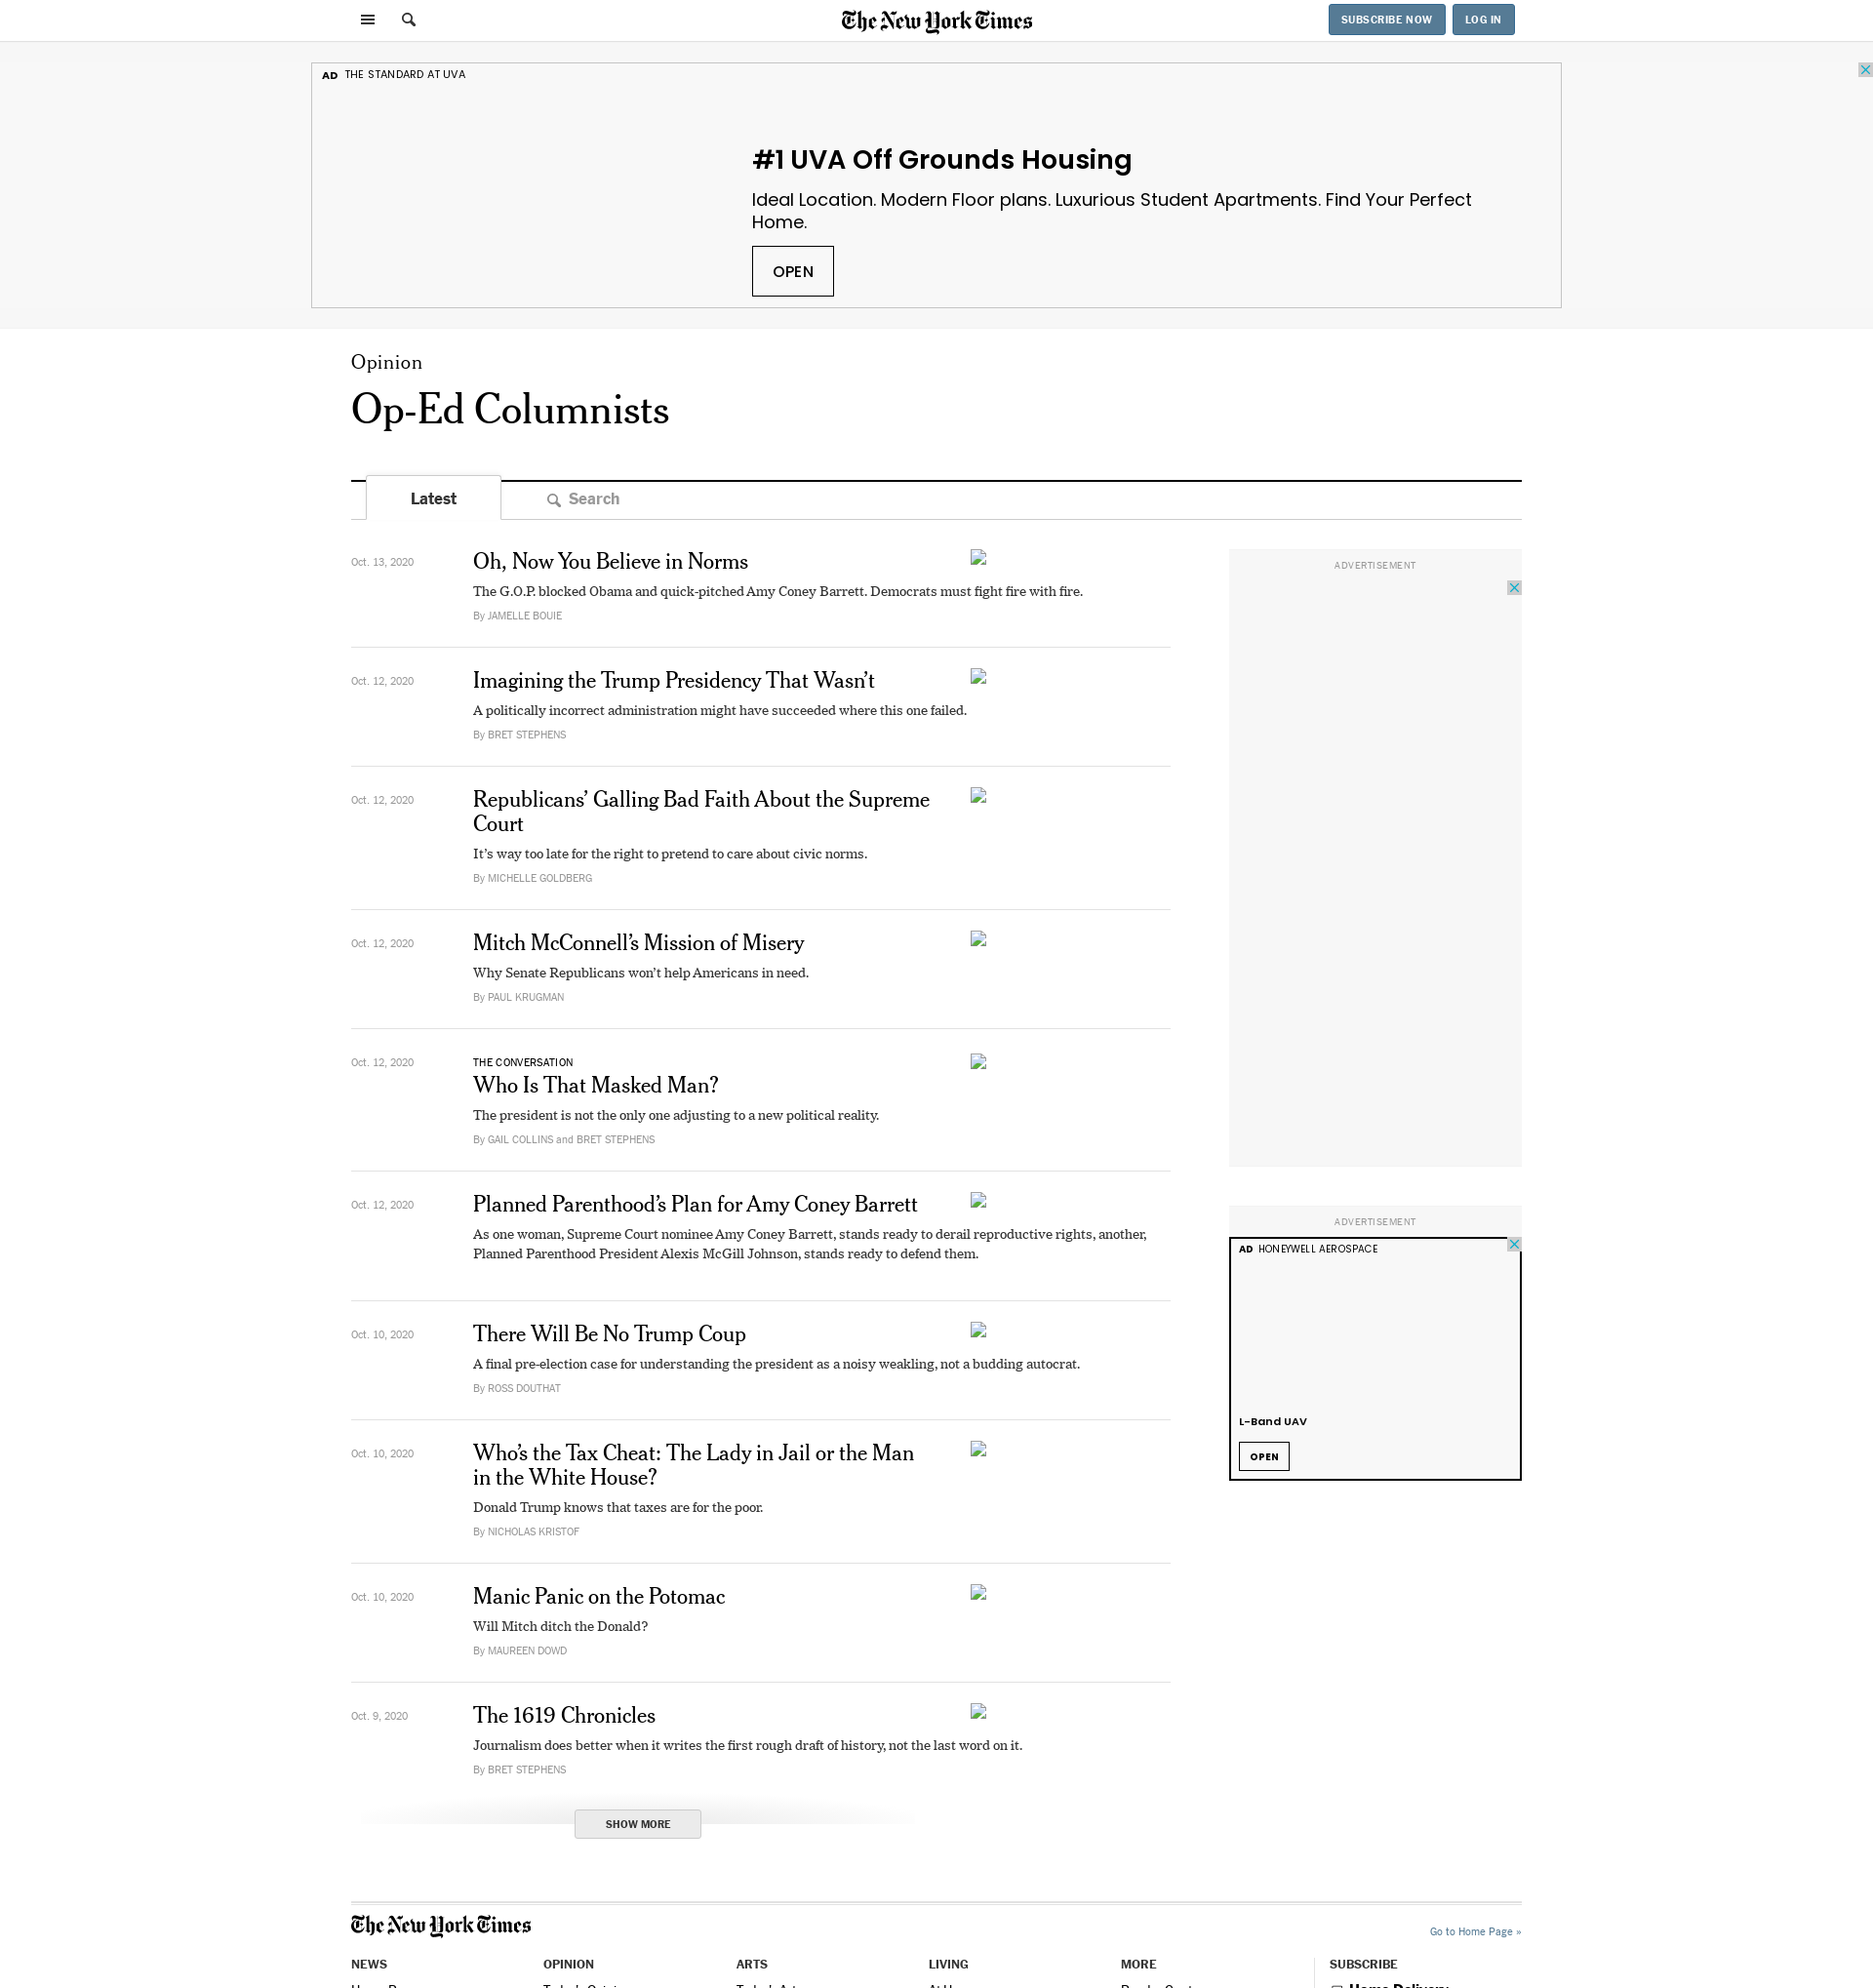 The New York Times
SUBSCRIBE NOW
LOG IN
AD THE STANDARD AT UVA
#1 UVA Off Grounds Housing
Ideal Location. Modern Floor plans. Luxurious Student Apartments. Find Your Perfect
Home.
OPEN
Opinion
Op-Ed Columnists
Latest
Search
Oct. 13, 2020
Oh, Now You Believe in Norms
The G.O.P. blocked Obama and quick-pitched Amy Coney Barrett. Democrats must fight fire with fire.
By JAMELLE BOUIE
Oct. 12, 2020
Imagining the Trump Presidency That Wasn’t
A politically incorrect administration might have succeeded where this one failed.
By BRET STEPHENS
Oct. 12, 2020
Republicans’ Galling Bad Faith About the Supreme
Court
It’s way too late for the right to pretend to care about civic norms.
By MICHELLE GOLDBERG
Oct. 12, 2020
Mitch McConnell’s Mission of Misery
Why Senate Republicans won’t help Americans in need.
By PAUL KRUGMAN
Oct. 12, 2020
THE CONVERSATION
Who Is That Masked Man?
The president is not the only one adjusting to a new political reality.
By GAIL COLLINS and BRET STEPHENS
Oct. 12, 2020
Planned Parenthood’s Plan for Amy Coney Barrett
As one woman, Supreme Court nominee Amy Coney Barrett, stands ready to derail reproductive rights, another,
Planned Parenthood President Alexis McGill Johnson, stands ready to defend them.
Oct. 10, 2020
There Will Be No Trump Coup
A final pre-election case for understanding the president as a noisy weakling, not a budding autocrat.
By ROSS DOUTHAT
Oct. 10, 2020
Who’s the Tax Cheat: The Lady in Jail or the Man
in the White House?
Donald Trump knows that taxes are for the poor.
By NICHOLAS KRISTOF
Oct. 10, 2020
Manic Panic on the Potomac
Will Mitch ditch the Donald?
By MAUREEN DOWD
Oct. 9, 2020
The 1619 Chronicles
Journalism does better when it writes the first rough draft of history, not the last word on it.
By BRET STEPHENS
SHOW MORE
ADVERTISEMENT
ADVERTISEMENT
AD HONEYWELL AEROSPACE
L-Band UAV
OPEN
The New York Times
Go to Home Page »
NEWS
OPINION
ARTS
LIVING
MORE
SUBSCRIBE
Home Delivery